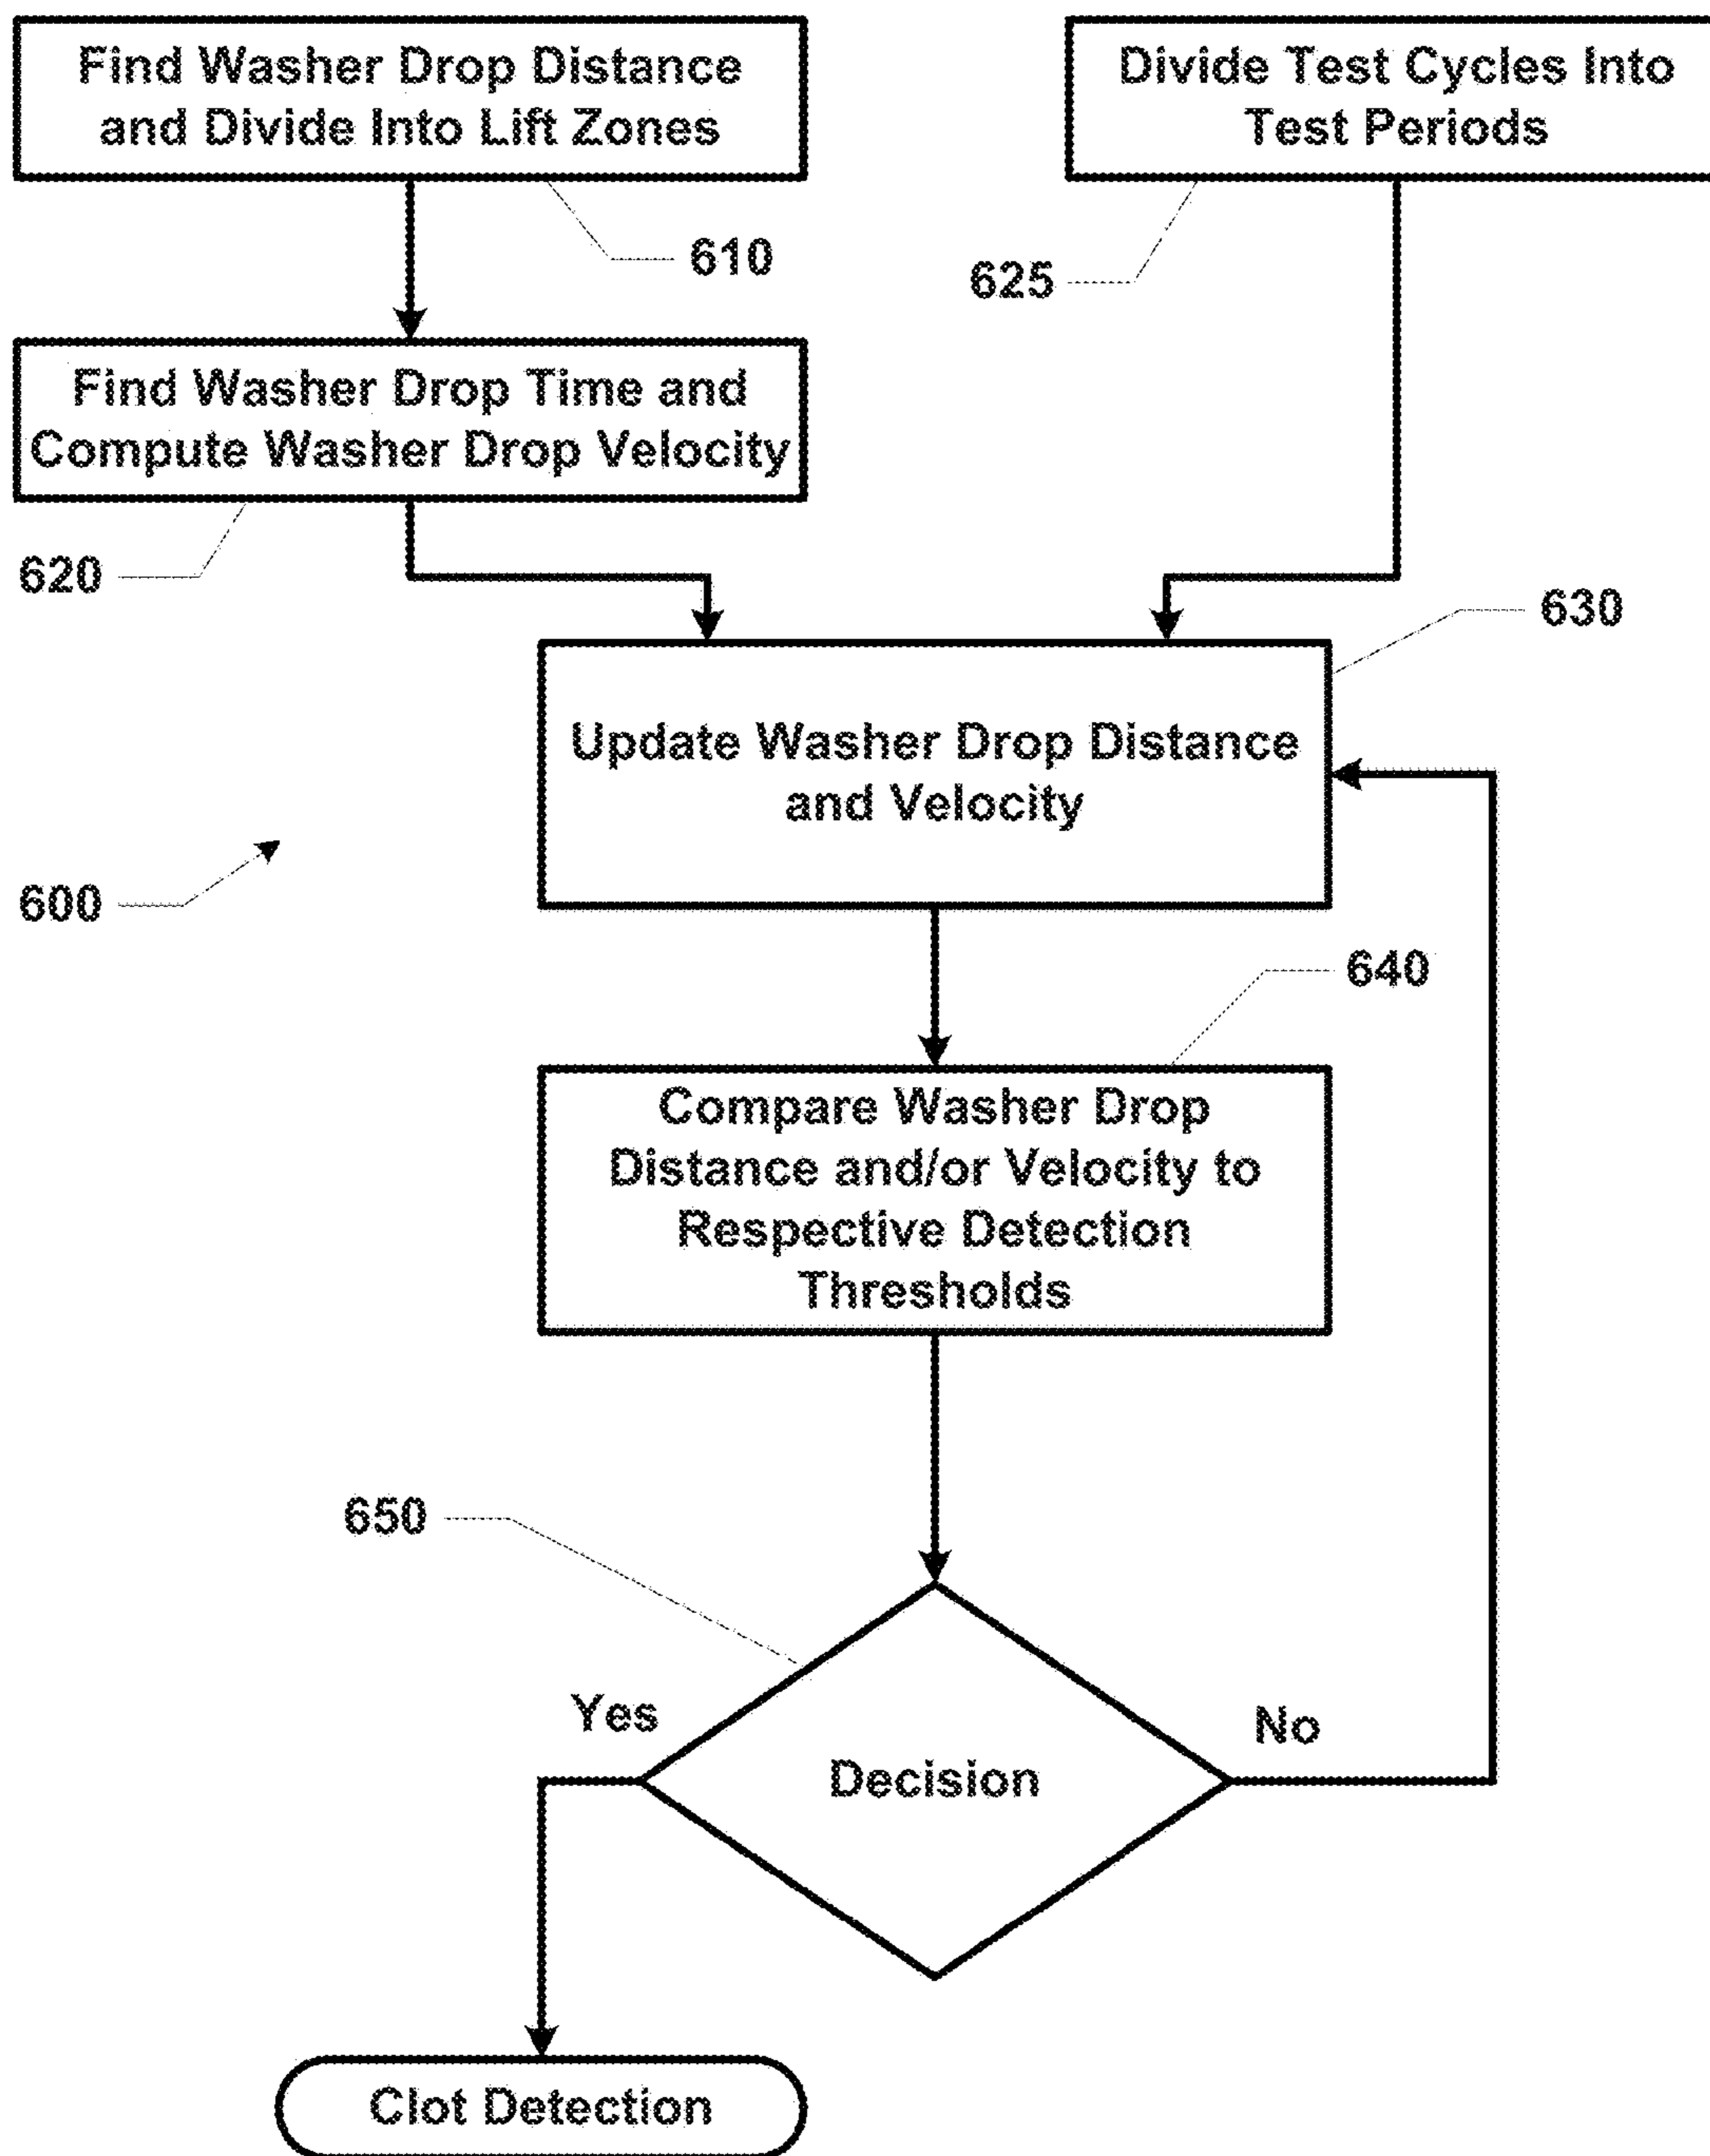 Find Washer Drop Distance
and Divide Into Lift Zones
Divide Test Cycles Into
Test Periods
610
625
Find Washer Drop Time and
Compute Washer Drop Velocity
620
630
Update Washer Drop Distance
and Velocity
600
640
Compare Washer Drop
Distance and/or Velocity to
Respective Detection
Thresholds
650
Yes
No
Decision
Clot Detection